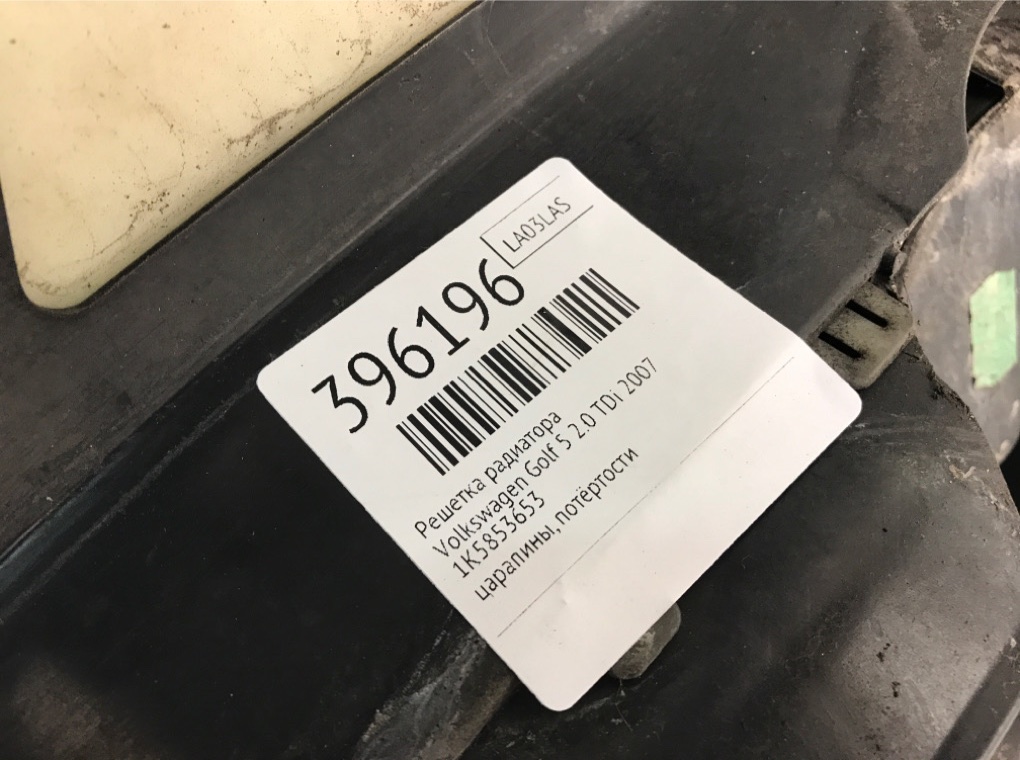 LA03LAS
396196
Решетка радиатора
Volkswagen Golf 5 2.0 TDi 2007
1K5853653
царапины, потёртости